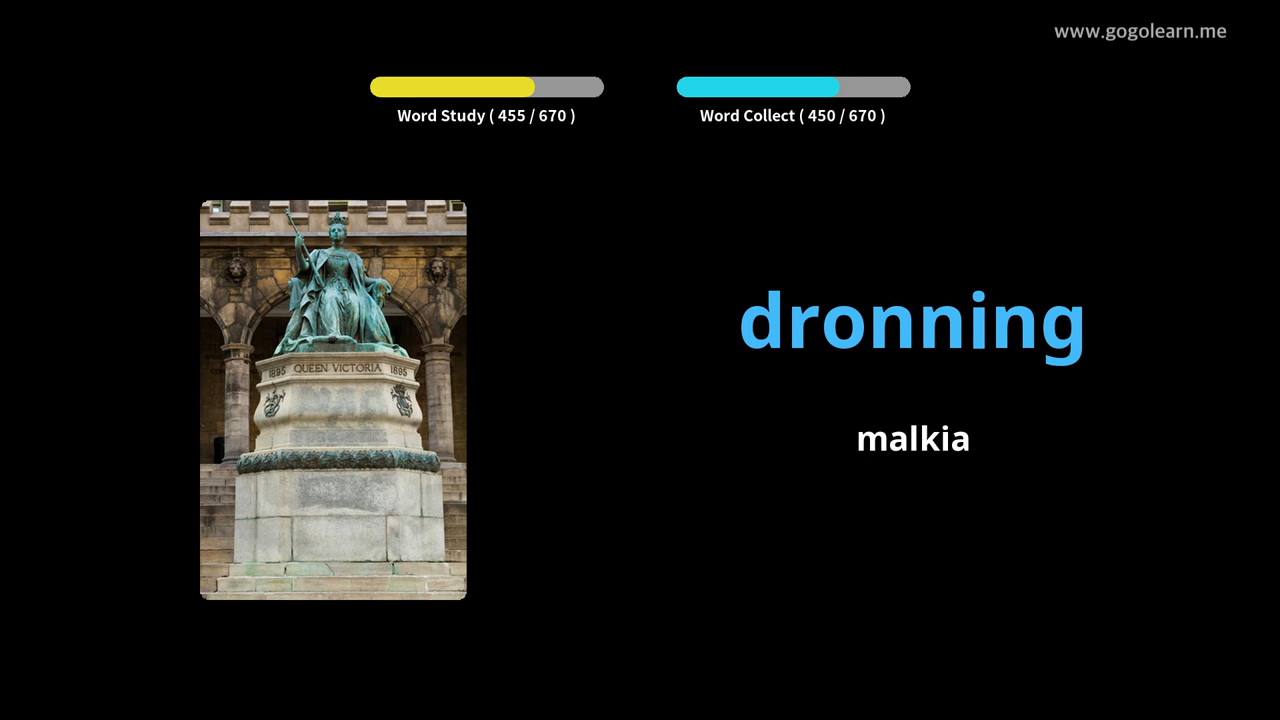 www.gogolearn.me
Word Study ( 455 / 670 )
Word Collect ( 450 / 670 )
1895 QUEEN VICTORIA 1895
dronning
malkia